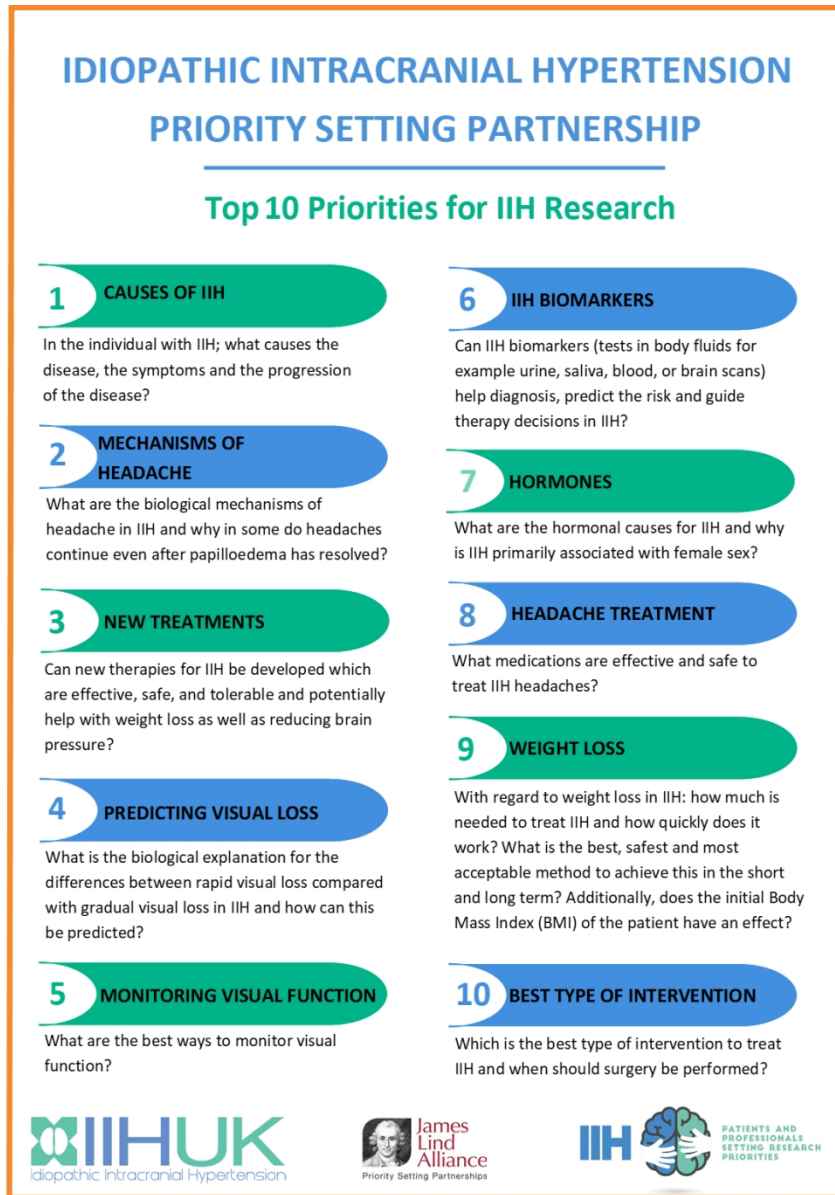 IDIOPATHIC INTRACRANIAL HYPERTENSION
PRIORITY SETTING PARTNERSHIP
Top 10 Priorities for IIH Research
1
CAUSES OF IIH
In the individual with IIH; what causes the
disease, the symptoms and the progression
of the disease?
2
MECHANISMS OF
HEADACHE
What are the biological mechanisms of
headache in IIH and why in some do headaches
continue even after papilloedema has resolved?
3
NEW TREATMENTS
Can new therapies for IIH be developed which
are effective, safe, and tolerable and potentially
help with weight loss as well as reducing brain
pressure?
4
PREDICTING VISUAL LOSS
What is the biological explanation for the
differences between rapid visual loss compared
with gradual visual loss in IIH and how can this
be predicted?
5
MONITORING VISUAL FUNCTION
What are the best ways to monitor visual
function?
6
IIH BIOMARKERS
Can IIH biomarkers (tests in body fluids for
example urine, saliva, blood, or brain scans)
help diagnosis, predict the risk and guide
therapy decisions in IIH?
7
HORMONES
What are the hormonal causes for IIH and why
is IIH primarily associated with female sex?
8
HEADACHE TREATMENT
What medications are effective and safe to
treat IIH headaches?
9
WEIGHT LOSS
With regard to weight loss in IIH: how much is
needed to treat IIH and how quickly does it
work? What is the best, safest and most
acceptable method to achieve this in the short
and long term? Additionally, does the initial Body
Mass Index (BMI) of the patient have an effect?
10
BEST TYPE OF INTERVENTION
Which is the best type of intervention to treat
IIH and when should surgery be performed?
IIHUK
Idiopathic Intracranial Hypertension
James
Lind
Alliance
Priority Setting Partnerships
IIH
PATIENTS AND
PROFESSIONALS
SETTING RESEARCH
PRIORITIES